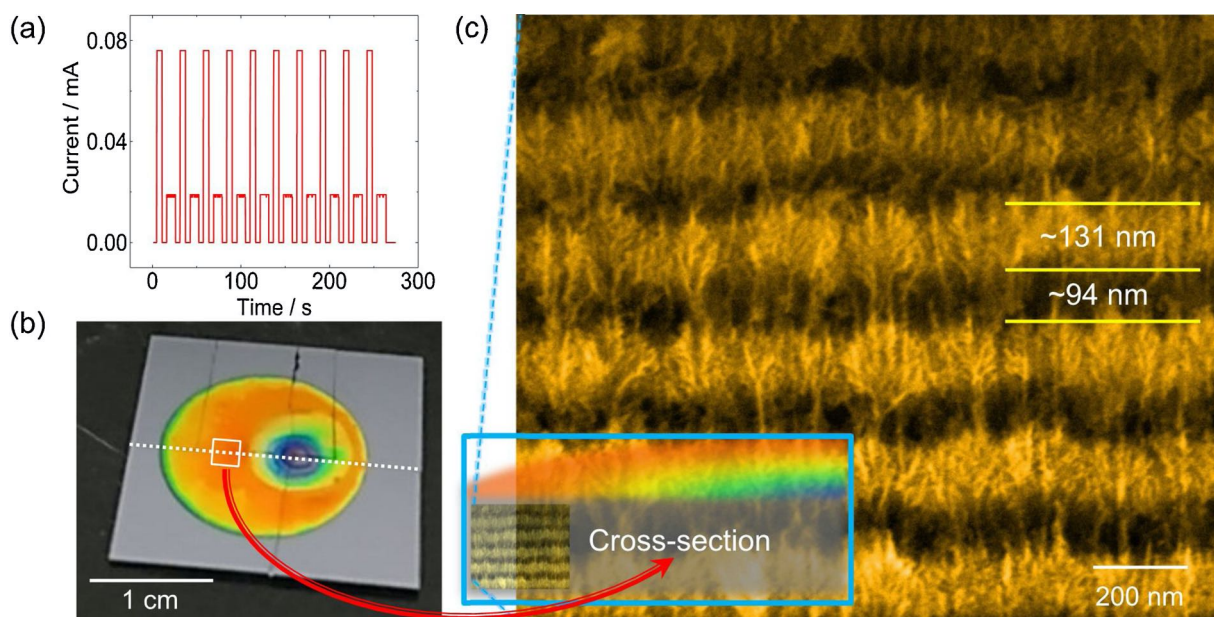 (a)
0.08
0.04
0.00
Current / mA
0
100
200
300
Time / s
(b)
1 cm
(c)
~131 nm
~94 nm
Cross-section
200 nm